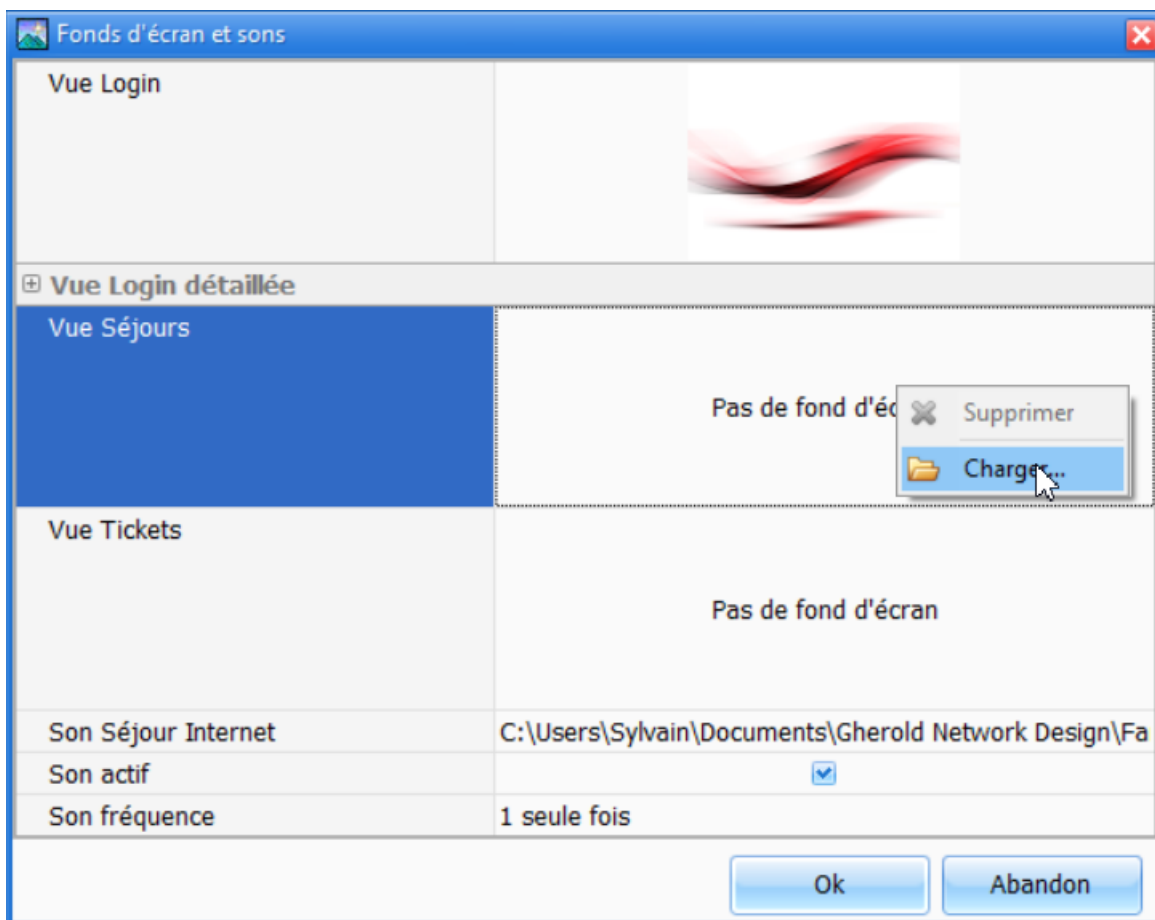 Fonds d'écran et sons
Vue Login
Vue Login détaillée
Vue Séjours
Pas de fond d'éc
Supprimer
Charger...
Vue Tickets
Pas de fond d'écran
Son Séjour Internet C:\Users\Sylvain\Documents\Gherold Network Design\Fa
Son actif
Son fréquence 1 seule fois
Ok Abandon